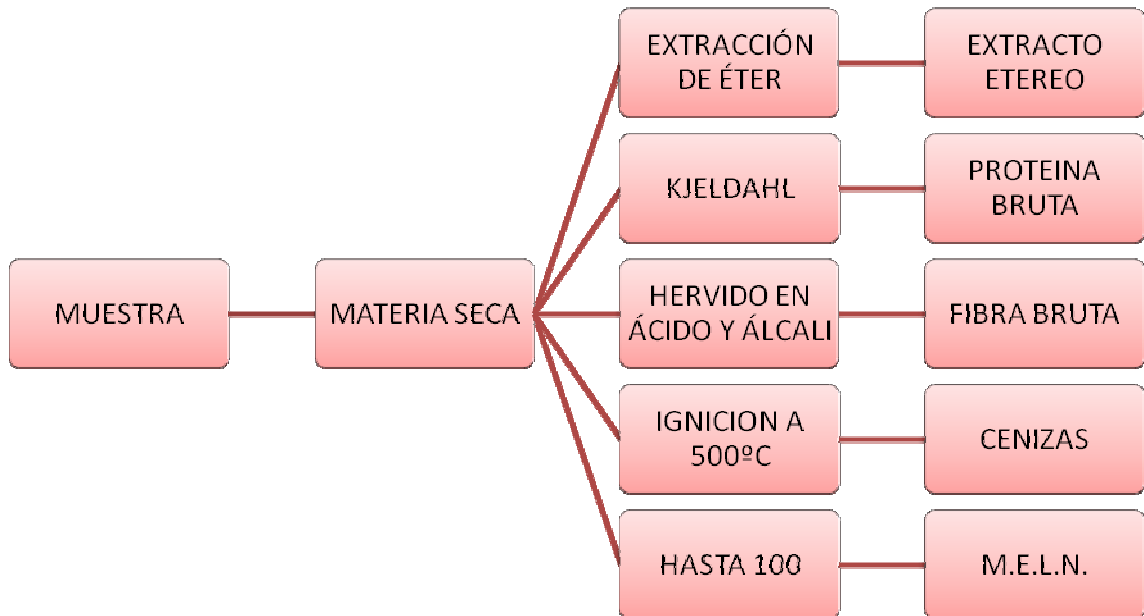 MUESTRA
MATERIA SECA
EXTRACCIÓN
DE ÉTER
EXTRACTO
ETEREO
KJELDAHL
PROTEINA
BRUTA
HERVIDO EN
ÁCIDO Y ÁLCALI
FIBRA BRUTA
IGNICION A
500ºC
CENIZAS
HASTA 100
M.E.L.N.